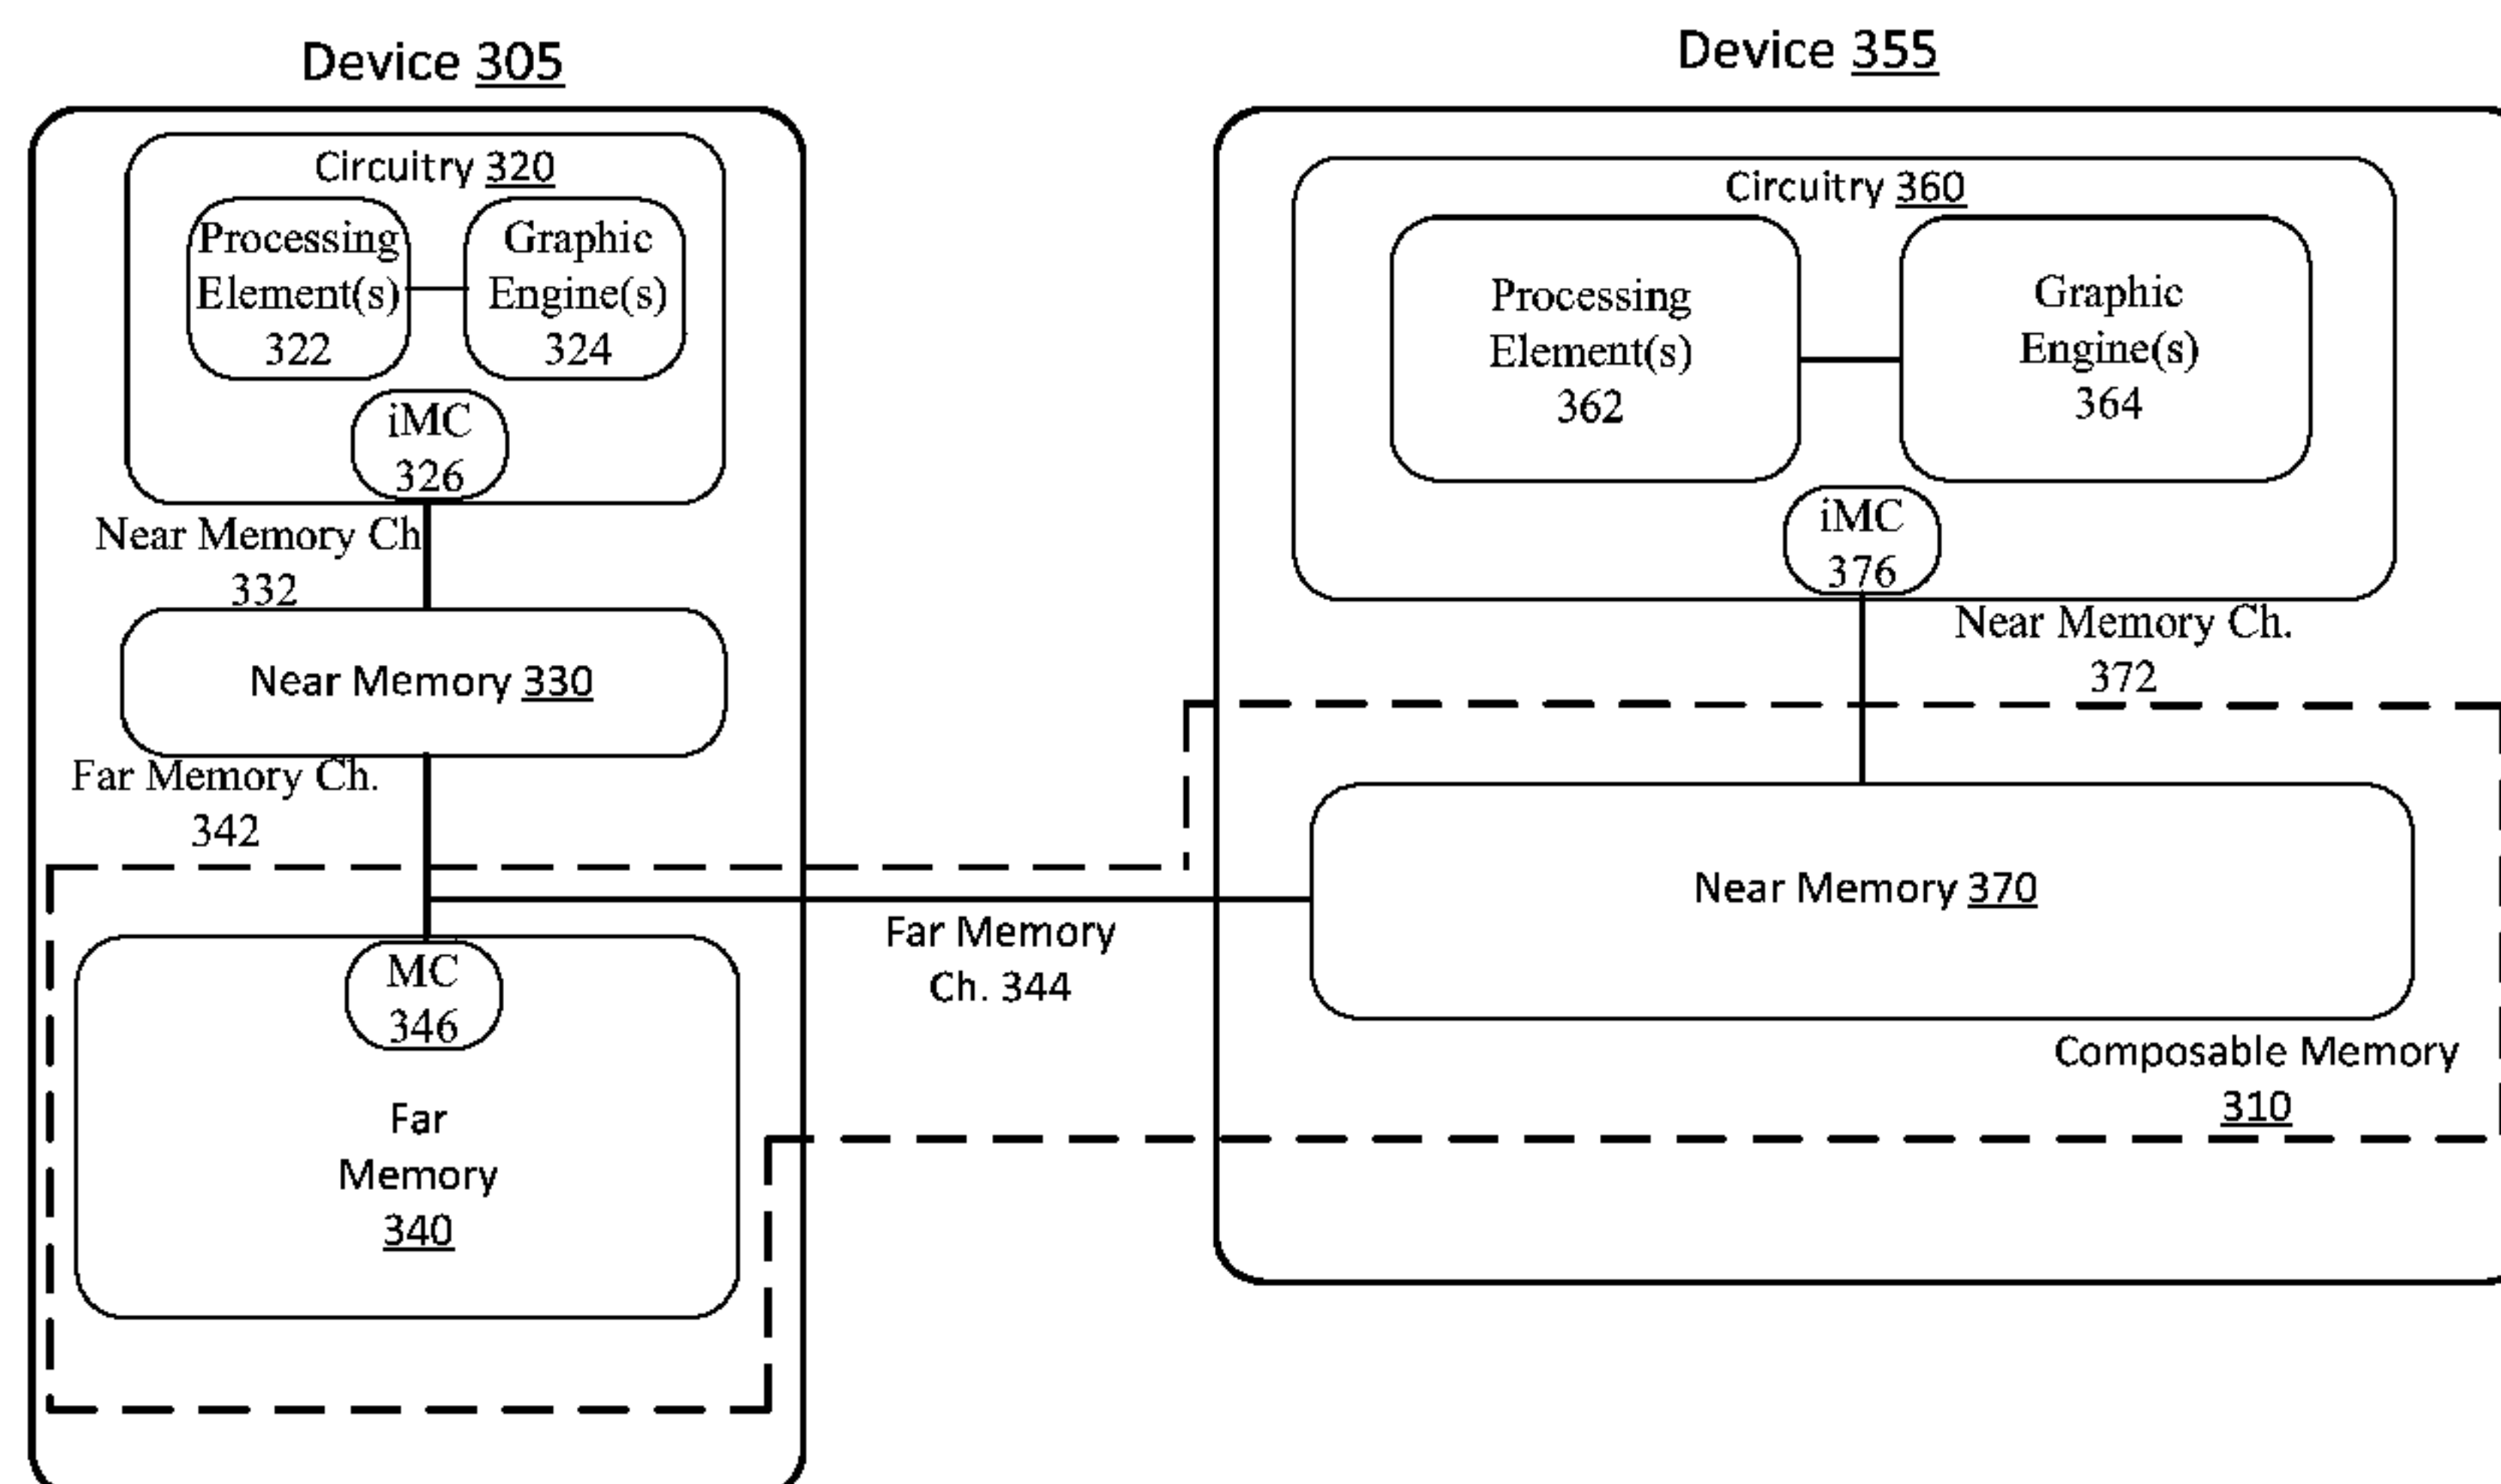 Device 305
Circuitry 320
Processing
Element(s)
322
Graphic
Engine(s)
324
iMC
326
Near Memory Ch
332
Near Memory 330
Far Memory Ch.
342
MC
346
Far
Memory
340
Far Memory
Ch. 344
Device 355
Circuitry 360
Processing
Element(s)
362
Graphic
Engine(s)
364
iMC
376
Near Memory Ch.
372
Near Memory 370
Composable Memory
310